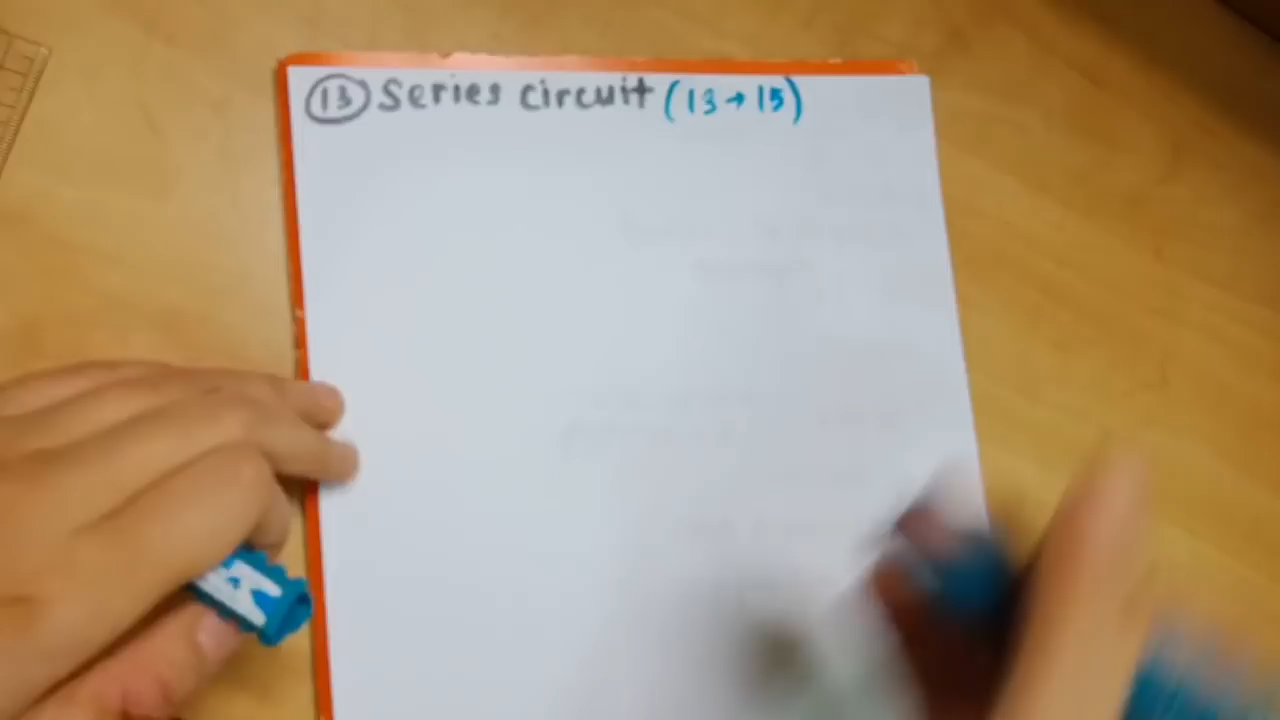 ⑬ Series circuit (13→15)